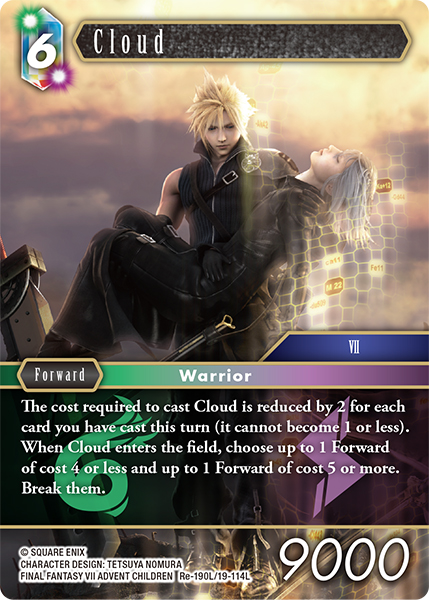 6
Cloud
M 22
VII
Forward
Warrior
The cost required to cast Cloud is reduced by 2 for each
card you have cast this turn (it cannot become 1 or less).
When Cloud enters the field, choose up to 1 Forward
of cost 4 or less and up to 1 Forward of cost 5 or more.
Break them.
© SQUARE ENIX
CHARACTER DESIGN: TETSUYA NOMURA
FINAL FANTASY VII ADVENT CHILDREN Re-190L/19-114L
9000